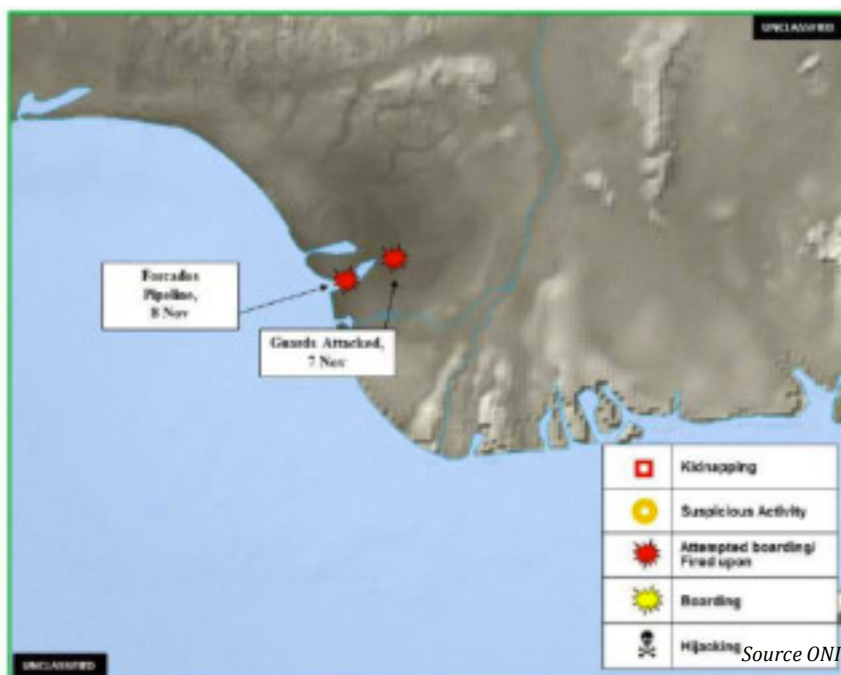 UNCLASSIFIED
Forcados
Pipeline,
8 Nov
Guards Attacked,
7 Nov
Kidnapping
Suspicious Activity
Attempted boarding/
Fired upon
Boarding
Hijacking
Source ONI
UNCLASSIFIED